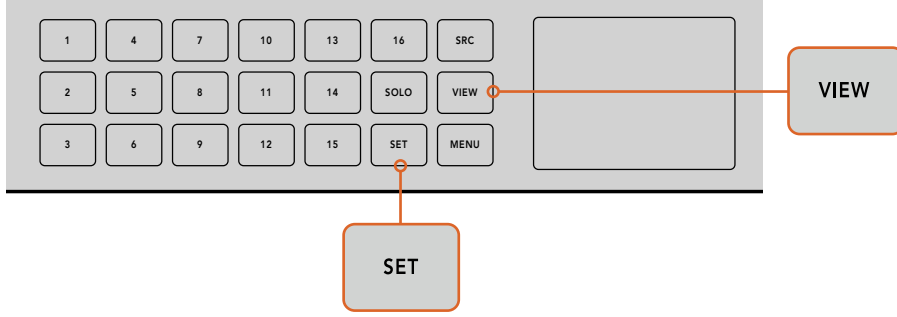 1 4 7 10 13 16 SRC
2 5 8 11 14 SOLO VIEW
VIEW
3 6 9 12 15 SET MENU
SET